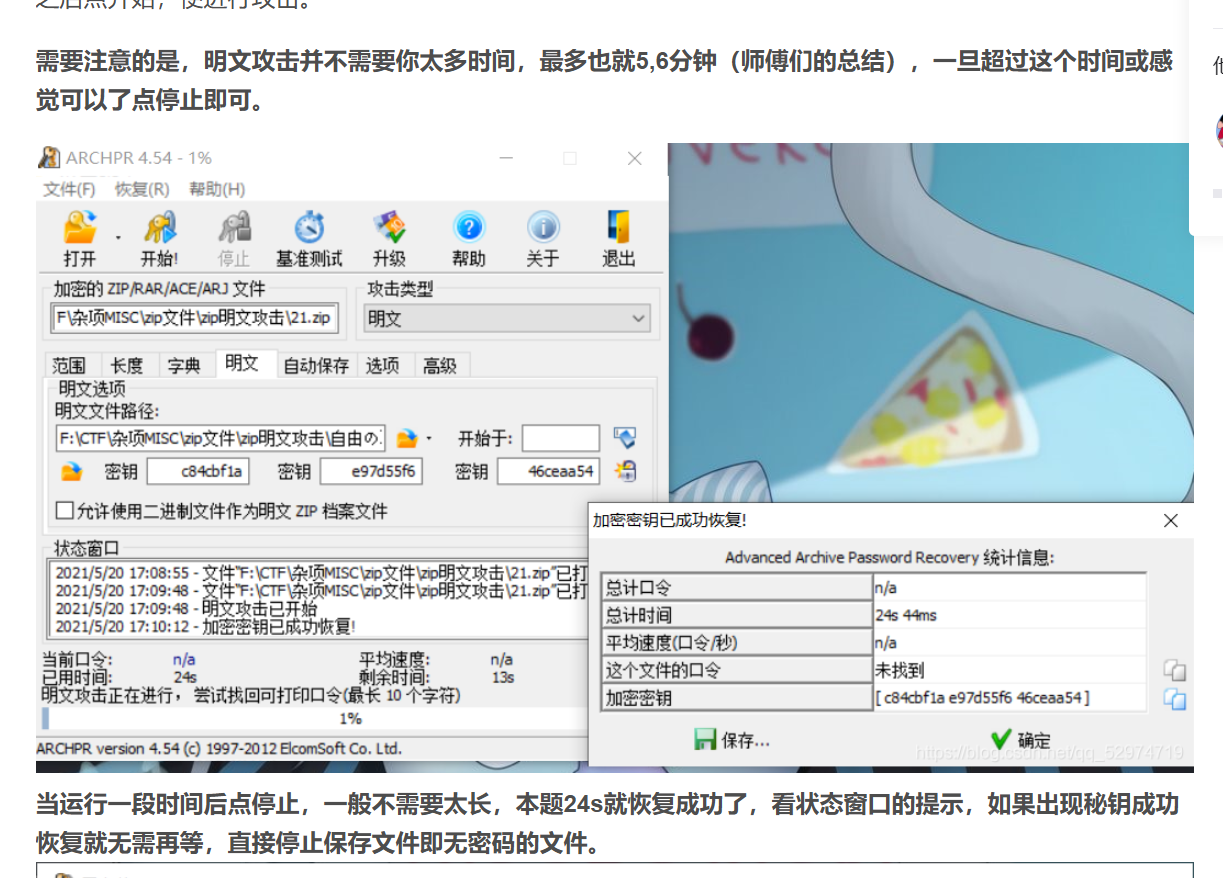 需要注意的是，明文攻击并不需要你太多时间，最多也就5,6分钟（师傅们的总结），一旦超过这个时间或感
觉可以了点停止即可。
ARCHPR 4.54 - 1%
文件(F) 恢复(R) 帮助(H)
打开 开始! 停止 基准测试 升级 帮助 关于 退出
加密的 ZIP/RAR/ACE/ARJ 文件 攻击类型
F\杂项MISC\zip文件\zip明文攻击\21.zip 明文
范围 长度 字典 明文 自动保存 选项 高级
明文选项
明文文件路径:
F:\CTF\杂项MISC\zip文件\zip明文攻击\自由の 开始于:
密钥 c84cbf1a 密钥 e97d55f6 密钥 46ceaa54
允许使用二进制文件作为明文 ZIP 档案文件
状态窗口
2021/5/20 17:08:55 - 文件"F:\CTF\杂项MISC\zip文件\zip明文攻击\21.zip"已打
2021/5/20 17:09:48 - 文件"F:\CTF\杂项MISC\zip文件\zip明文攻击\21.zip"已打
2021/5/20 17:09:48 - 明文攻击已开始
2021/5/20 17:10:12 - 加密密钥已成功恢复!
当前口令: n/a 平均速度: n/a
已用时间: 24s 剩余时间: 13s
明文攻击正在进行，尝试找回可打印口令(最长 10 个字符)
1%
ARCHPR version 4.54 (c) 1997-2012 ElcomSoft Co. Ltd.
加密密钥已成功恢复!
Advanced Archive Password Recovery 统计信息:
总计口令 n/a
总计时间 24s 44ms
平均速度(口令/秒) n/a
这个文件的口令 未找到
加密密钥 [ c84cbf1a e97d55f6 46ceaa54 ]
保存... 确定
https://blog.csdn.net/qq_52974719
当运行一段时间后点停止，一般不需要太长，本题24s就恢复成功了，看状态窗口的提示，如果出现秘钥成功
恢复就无需再等，直接停止保存文件即无密码的文件。